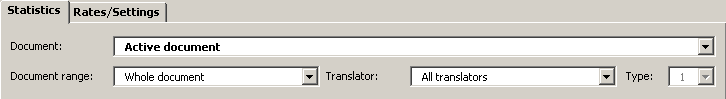 Statistics Rates/Settings
Document: Active document
Document range: Whole document Translator: All translators Type: 1